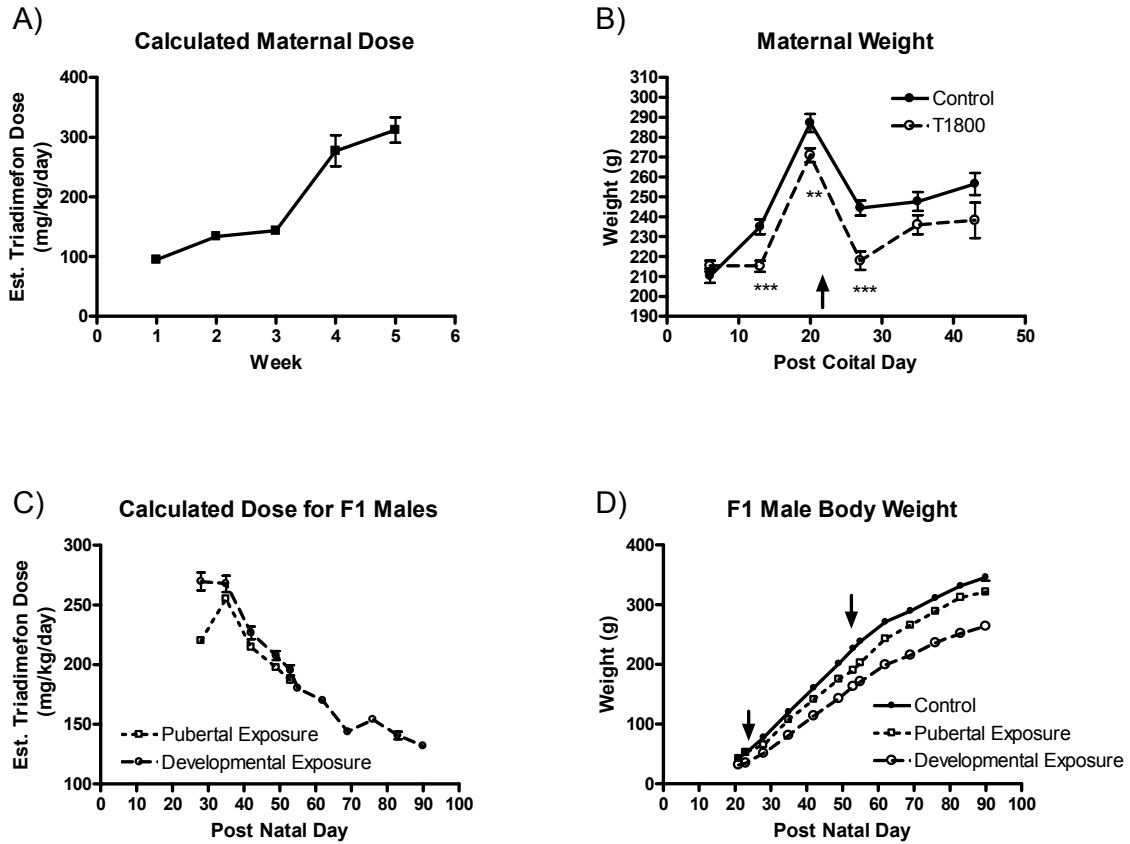 A)
Calculated Maternal Dose
Est. Triadimefon Dose
(mg/kg/day)
400
300
200
100
0
0 1 2 3 4 5 6
Week
B)
Maternal Weight
Weight (g)
310
300
290
280
270
260
250
240
230
220
210
200
190
0 10 20 30 40 50
Post Coital Day
Control
T1800
***
**
***
C)
Calculated Dose for F1 Males
Est. Triadimefon Dose
(mg/kg/day)
300
250
200
150
100
0 10 20 30 40 50 60 70 80 90 100
Post Natal Day
Pubertal Exposure
Developmental Exposure
D)
F1 Male Body Weight
Weight (g)
400
300
200
100
0
0 10 20 30 40 50 60 70 80 90 100
Post Natal Day
Control
Pubertal Exposure
Developmental Exposure